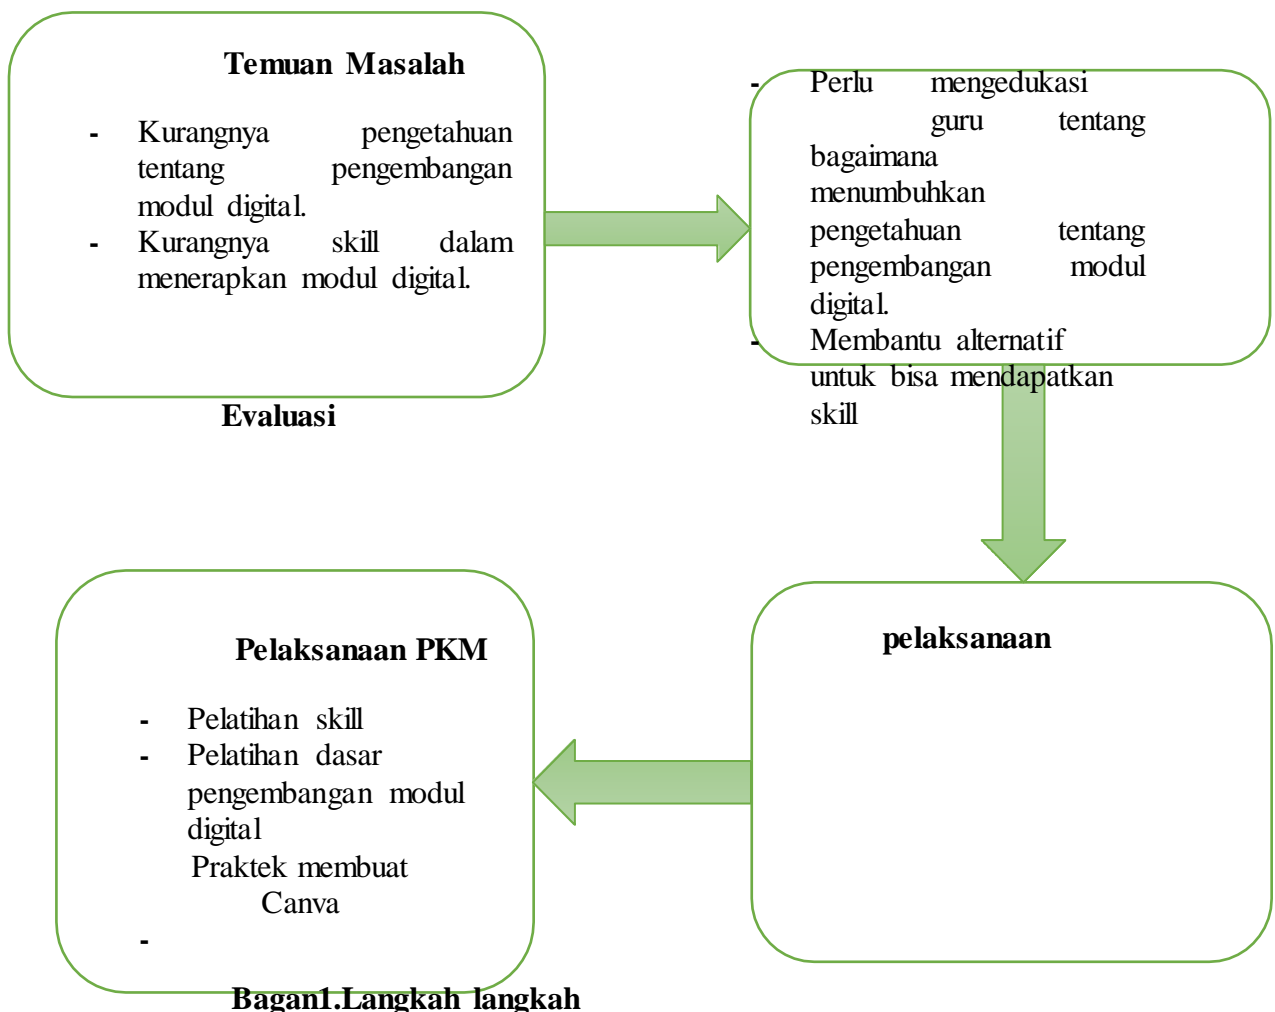 Temuan Masalah
- Kurangnya pengetahuan
tentang pengembangan
modul digital.
- Kurangnya skill dalam
menerapkan modul digital.
Evaluasi
- Perlu mengedukasi
guru tentang
bagaimana
menumbuhkan
pengetahuan tentang
pengembangan modul
digital.
- Membantu alternatif
untuk bisa mendapatkan
skill
pelaksanaan
Pelaksanaan PKM
- Pelatihan skill
- Pelatihan dasar
pengembangan modul
digital
Praktek membuat
Canva
-
Bagan1.Langkah langkah